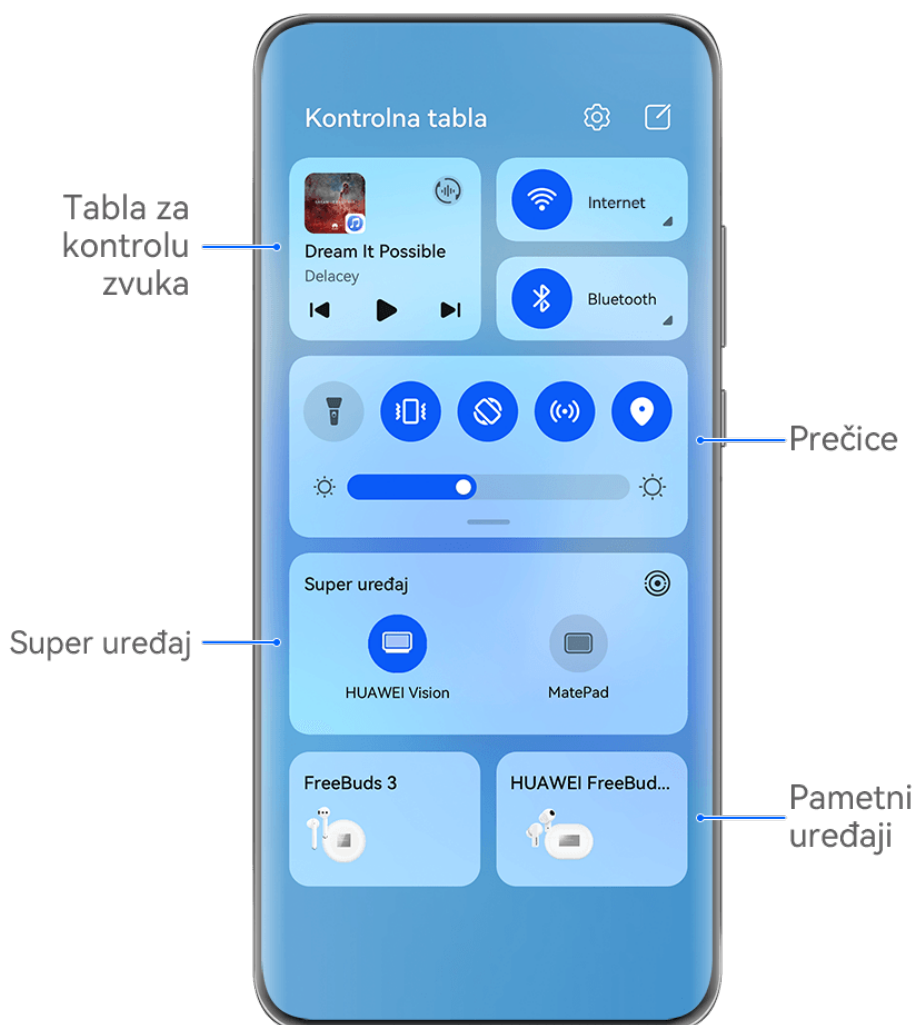 Kontrolna tabla
Tabla za
kontrolu
zvuka
Dream It Possible
Delacey
Internet
Bluetooth
Prečice
Super uređaj
Super uređaj
HUAWEI Vision
MatePad
FreeBuds 3
HUAWEI FreeBud...
Pametni
uređaji